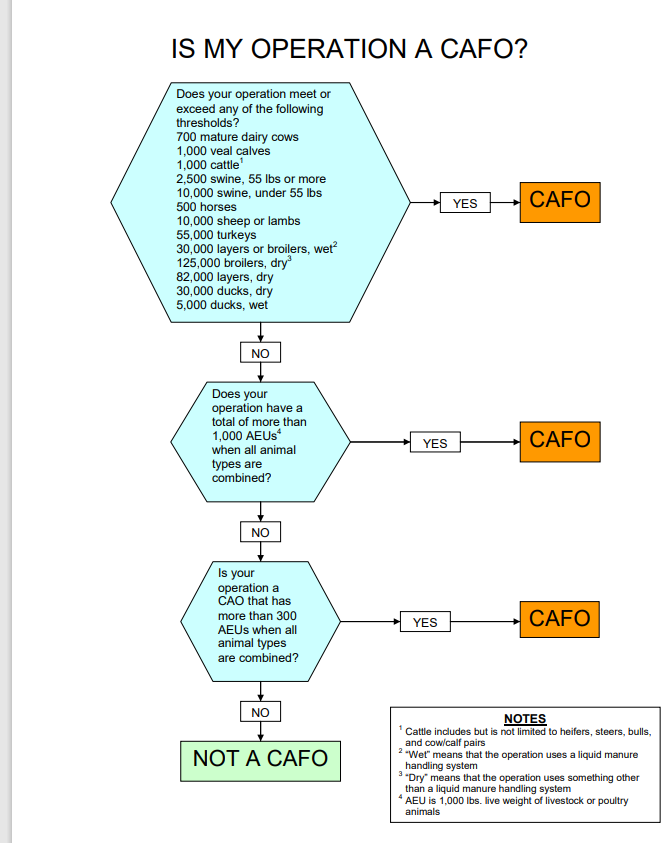 IS MY OPERATION A CAFO?
Does your operation meet or
exceed any of the following
thresholds?
700 mature dairy cows
1,000 veal calves
1,000 cattle¹
2,500 swine, 55 lbs or more
10,000 swine, under 55 lbs
500 horses
10,000 sheep or lambs
55,000 turkeys
30,000 layers or broilers, wet²
125,000 broilers, dry³
82,000 layers, dry
30,000 ducks, dry
5,000 ducks, wet
YES
CAFO
NO
Does your
operation have a
total of more than
1,000 AEUs⁴
when all animal
types are
combined?
YES
CAFO
NO
Is your
operation a
CAO that has
more than 300
AEUs when all
animal types
are combined?
YES
CAFO
NO
NOT A CAFO
NOTES
¹ Cattle includes but is not limited to heifers, steers, bulls,
and cow/calf pairs
² “Wet” means that the operation uses a liquid manure
handling system
³ “Dry” means that the operation uses something other
than a liquid manure handling system
⁴ AEU is 1,000 lbs. live weight of livestock or poultry
animals